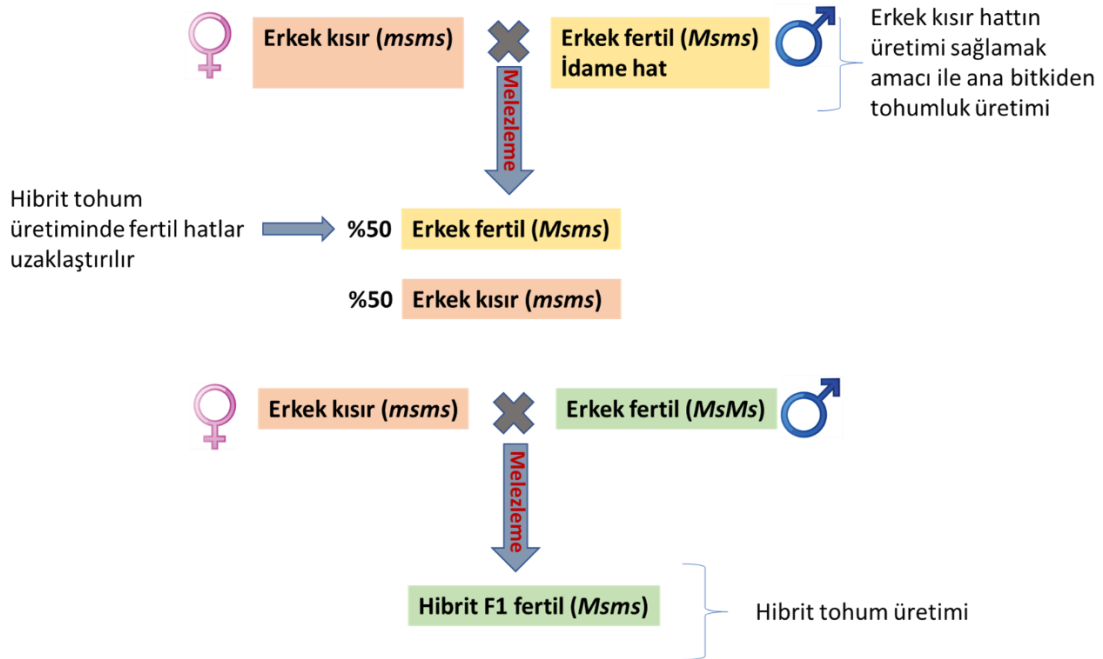 Erkek kısır (msms)
Erkek fertil (Msms)
İdame hat
Erkek kısır hattın
üretimi sağlamak
amacı ile ana bitkiden
tohumluk üretimi
Melezleme
Hibrit tohum
üretiminde fertil hatlar
uzaklaştırılır
%50
Erkek fertil (Msms)
%50
Erkek kısır (msms)
Erkek kısır (msms)
Erkek fertil (MsMs)
Melezleme
Hibrit F1 fertil (Msms)
Hibrit tohum üretimi